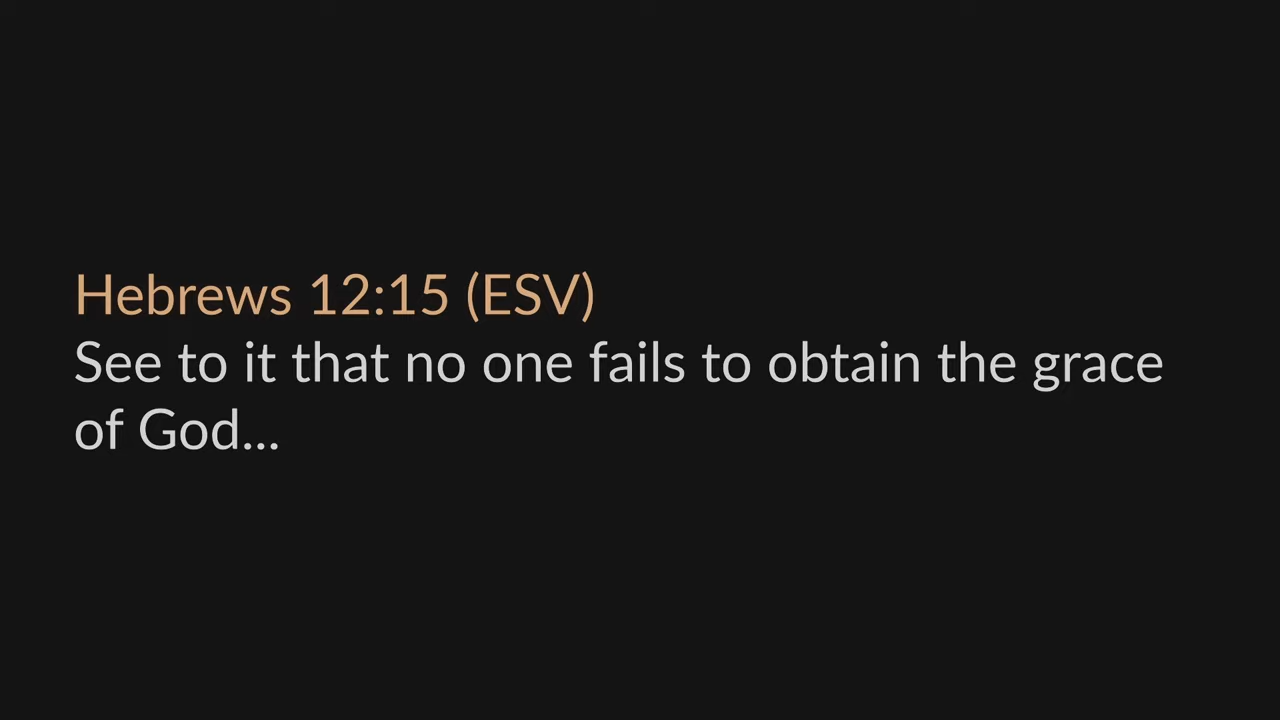 Hebrews 12:15 (ESV)
See to it that no one fails to obtain the grace
of God...